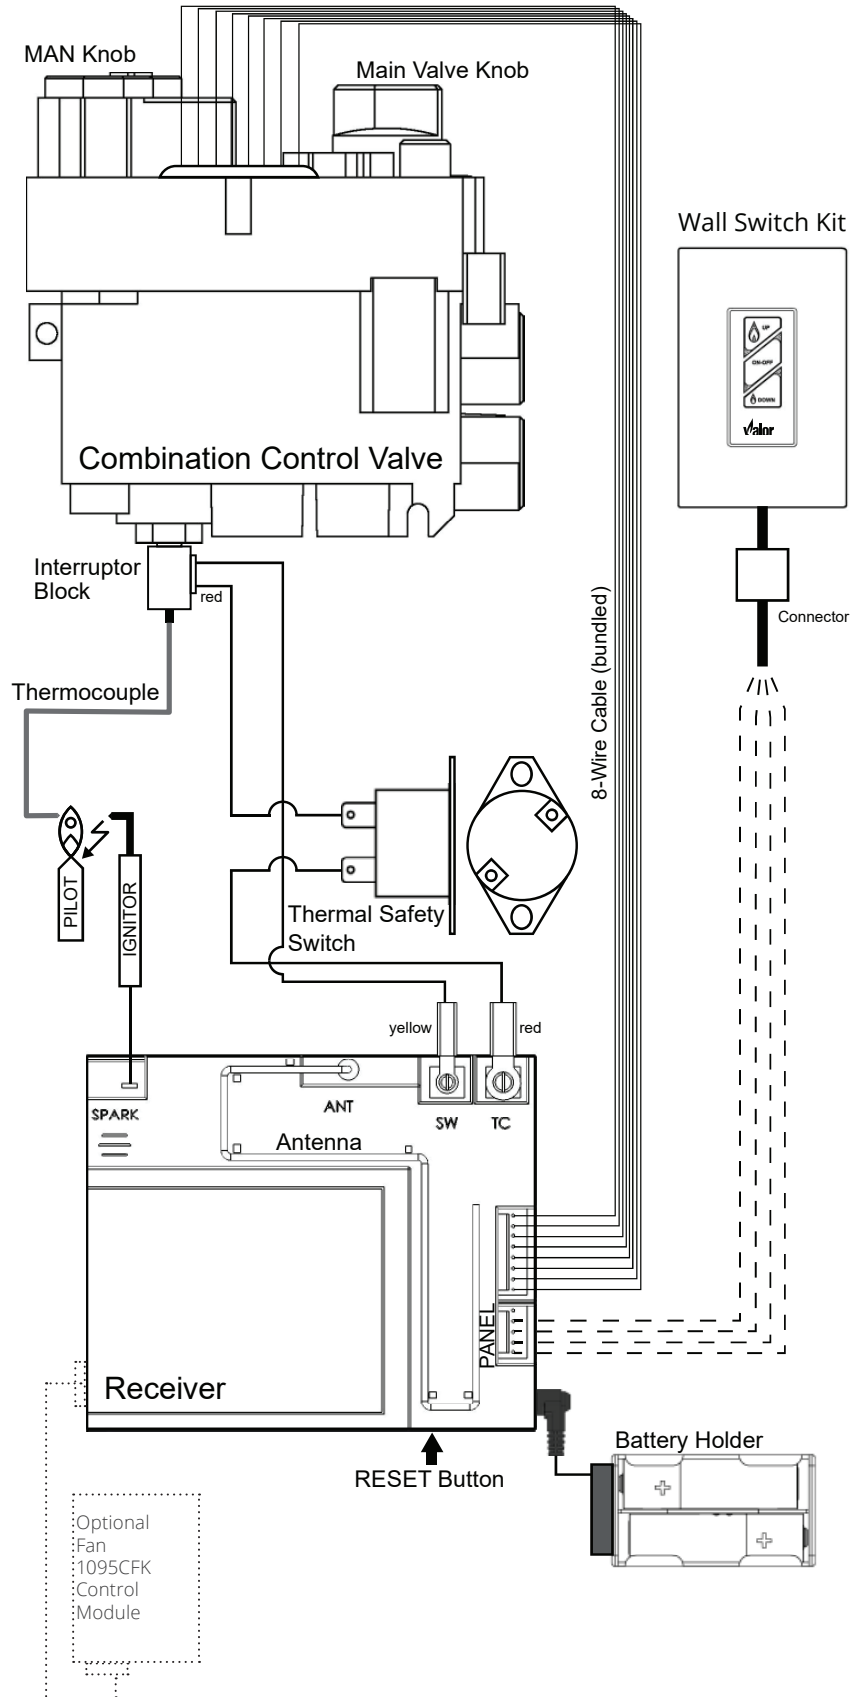 MAN Knob
Main Valve Knob
Wall Switch Kit
UP
ON-OFF
DOWN
Valor
Combination Control Valve
Interruptor
Block
red
Connector
8-Wire Cable (bundled)
Thermocouple
PILOT
IGNITOR
Thermal Safety
Switch
yellow
red
SPARK
ANT
SW
TC
Antenna
PANEL
Receiver
RESET Button
Battery Holder
+
+
Optional
Fan
1095CFK
Control
Module